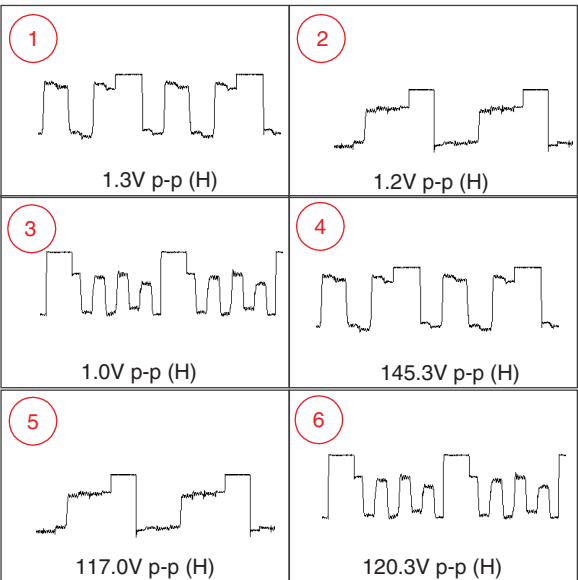 1
2
1.3V p-p (H)
1.2V p-p (H)
3
4
1.0V p-p (H)
145.3V p-p (H)
5
6
117.0V p-p (H)
120.3V p-p (H)